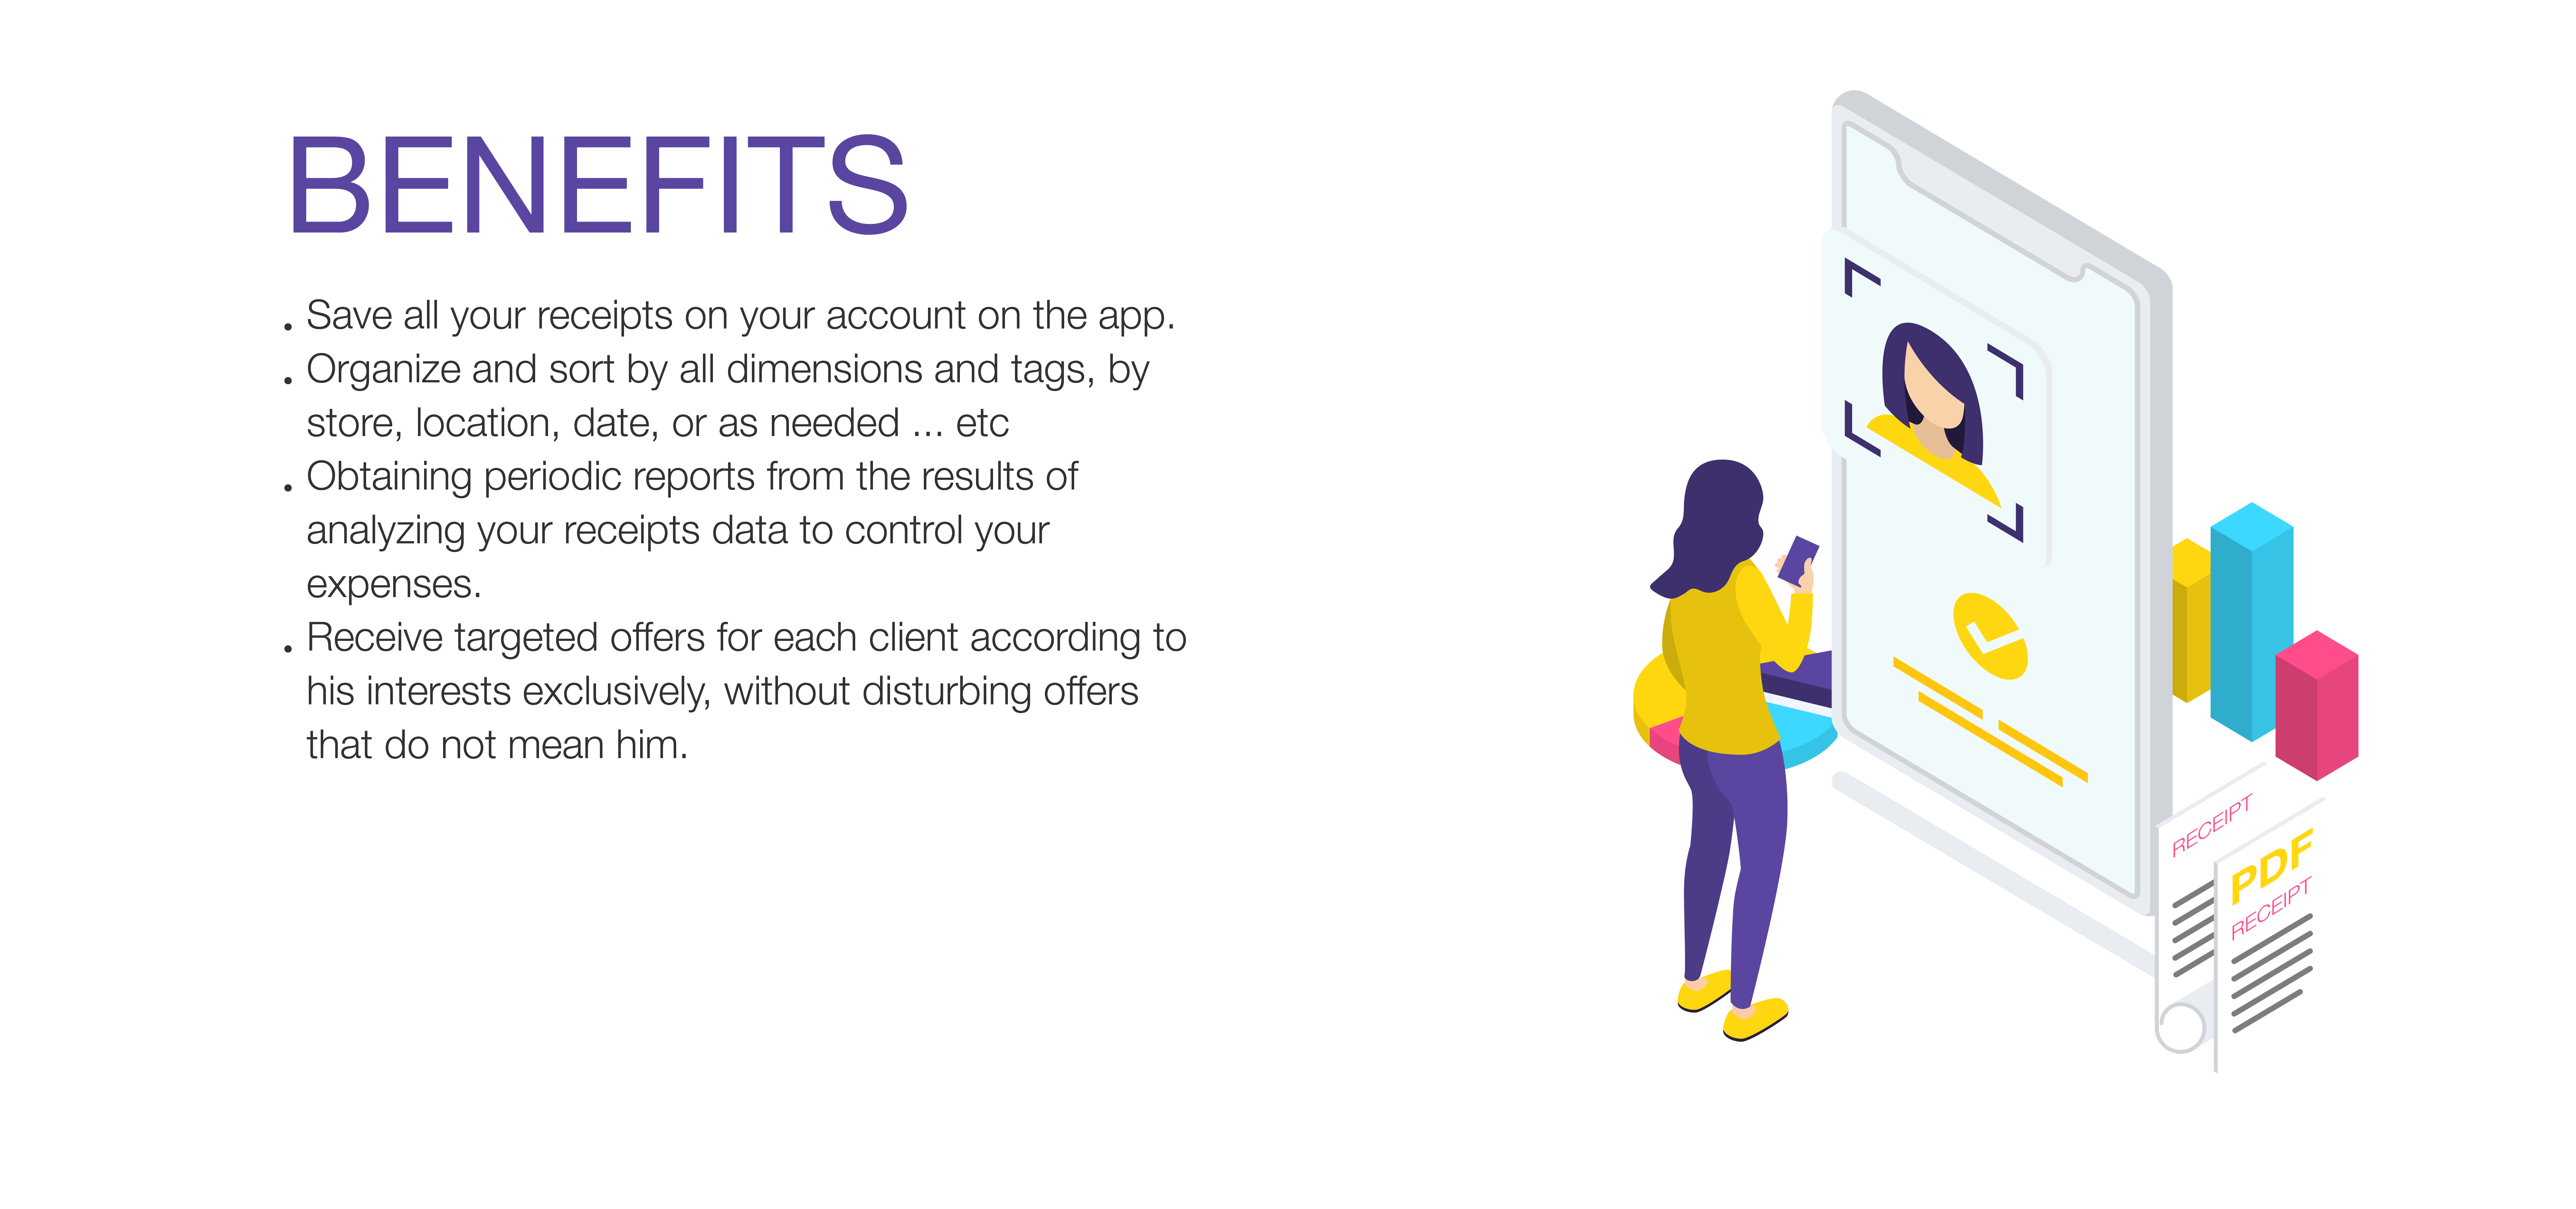 BENEFITS
. Save all your receipts on your account on the app.
. Organize and sort by all dimensions and tags, by
store, location, date, or as needed ... etc
. Obtaining periodic reports from the results of
analyzing your receipts data to control your
expenses.
. Receive targeted offers for each client according to
his interests exclusively, without disturbing offers
that do not mean him.
RECEIPT
PDF
RECEIPT